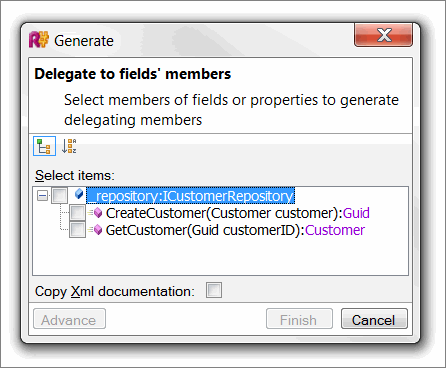 R# Generate
Delegate to fields' members
Select members of fields or properties to generate
delegating members
Select items:
_repository:ICustomerRepository
CreateCustomer(Customer customer):Guid
GetCustomer(Guid customerID):Customer
Copy Xml documentation:
Advance Finish Cancel